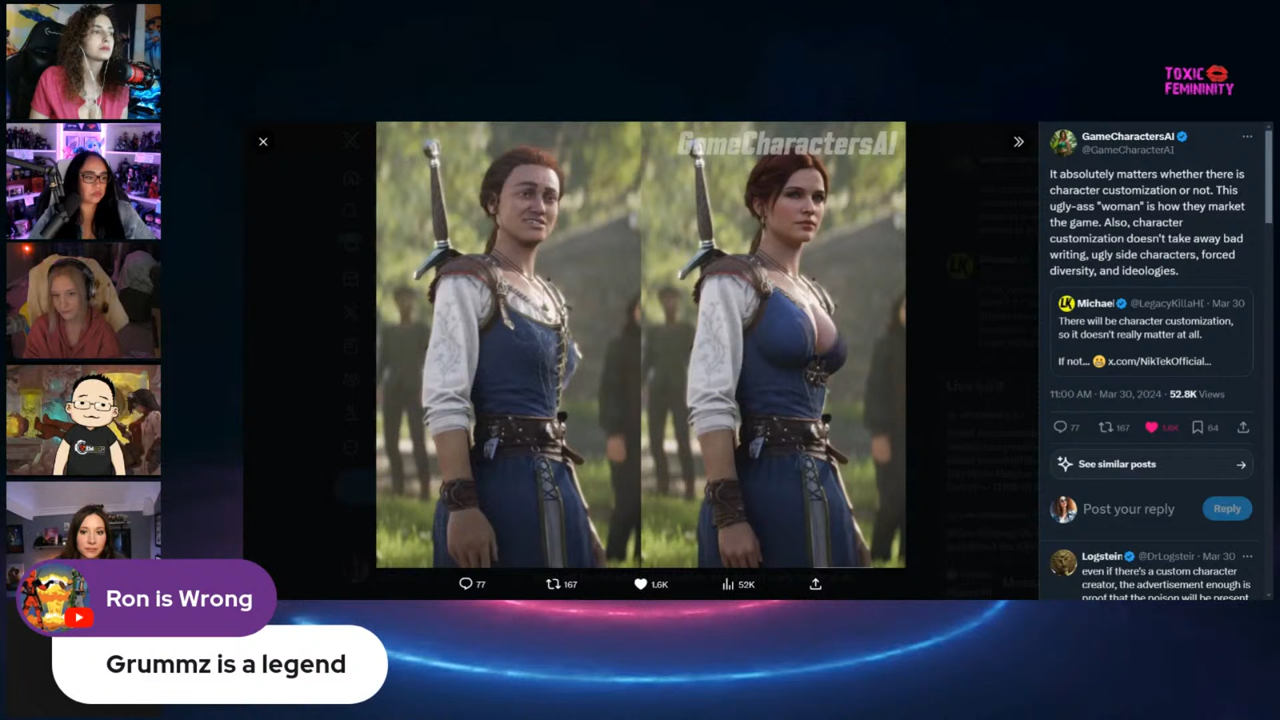 TOXIC
FEMININITY
GameCharactersAI
GameCharactersAI
@GameCharacterAI
It absolutely matters whether there is
character customization or not. This
ugly-ass "woman" is how they market
the game. Also, character
customization doesn't take away bad
writing, ugly side characters, forced
diversity, and ideologies.
LK Michael @LegacyKillaHD · Mar 30
There will be character customization,
so it doesn't really matter at all.
If not... 😬 x.com/NikTekOfficial...
11:00 AM · Mar 30, 2024 · 52.8K Views
77 167 1.6K 64
See similar posts
Post your reply Reply
Logstein @DrLogstein · Mar 30
even if there's a custom character
creator, the advertisement enough is
proof that the poison will be present
77 167 1.6K 52K
Ron is Wrong
Grummz is a legend